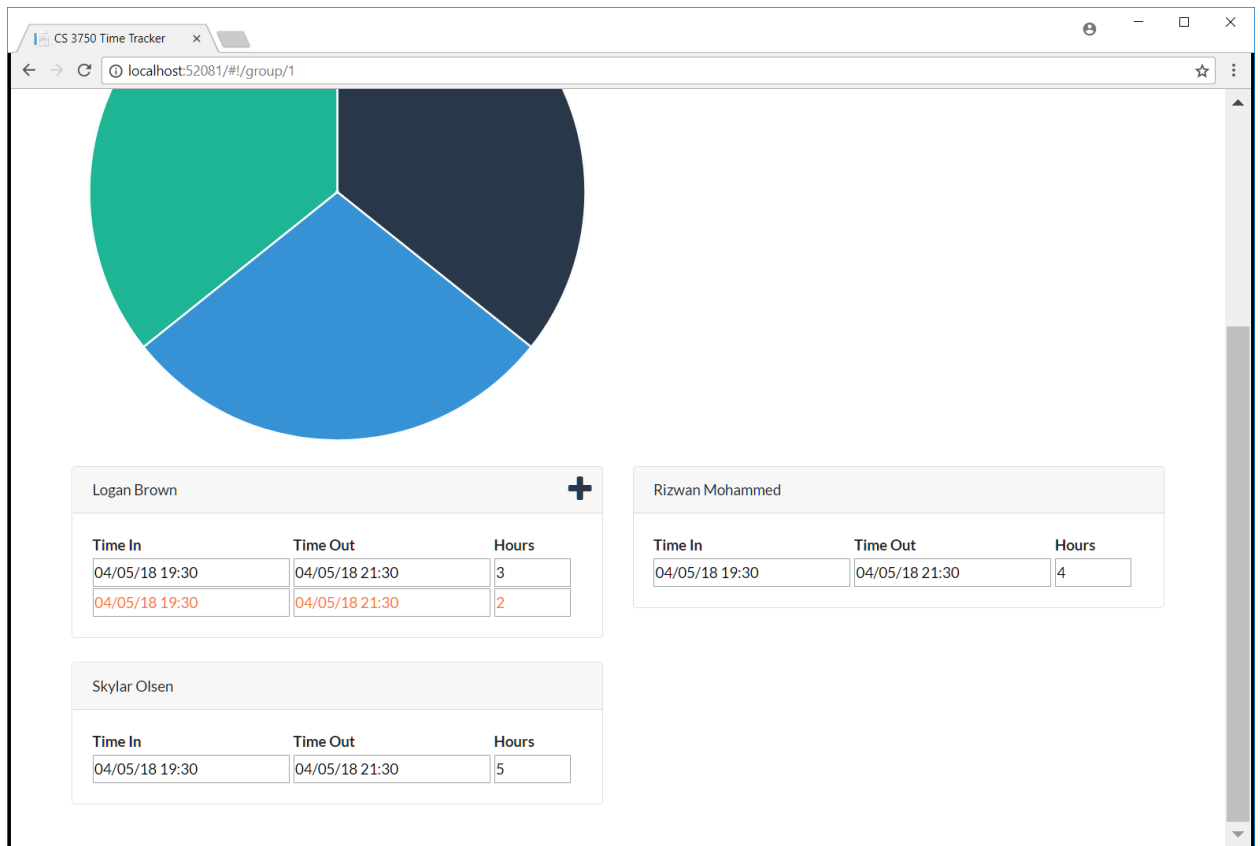 CS 3750 Time Tracker
localhost:52081/#!/group/1
Logan Brown
Time In Time Out Hours
04/05/18 19:30 04/05/18 21:30 3
04/05/18 19:30 04/05/18 21:30 2
Rizwan Mohammed
Time In Time Out Hours
04/05/18 19:30 04/05/18 21:30 4
Skylar Olsen
Time In Time Out Hours
04/05/18 19:30 04/05/18 21:30 5